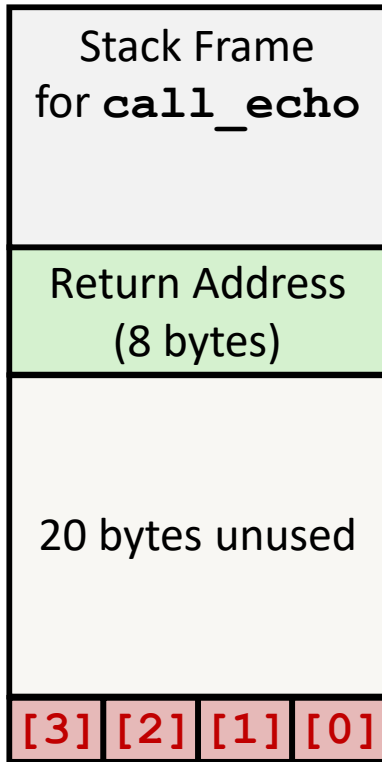 Stack Frame
for call_echo
Return Address
(8 bytes)
20 bytes unused
[3] [2] [1] [0]